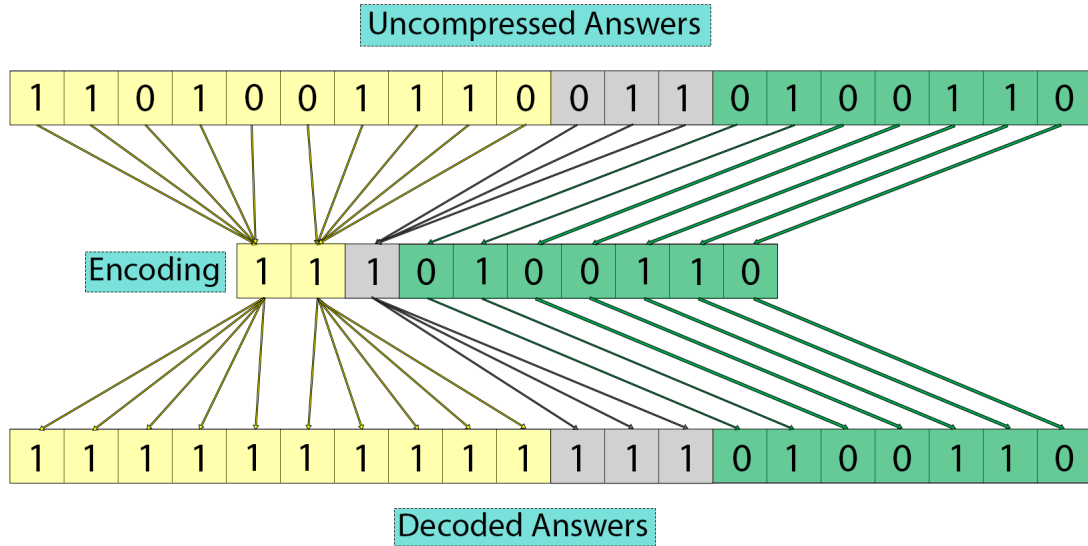 Uncompressed Answers
1 1 0 1 0 0 1 1 1 0 0 1 1 0 1 0 0 1 1 0
Encoding 1 1 1 0 1 0 0 1 1 0
1 1 1 1 1 1 1 1 1 1 1 1 1 0 1 0 0 1 1 0
Decoded Answers